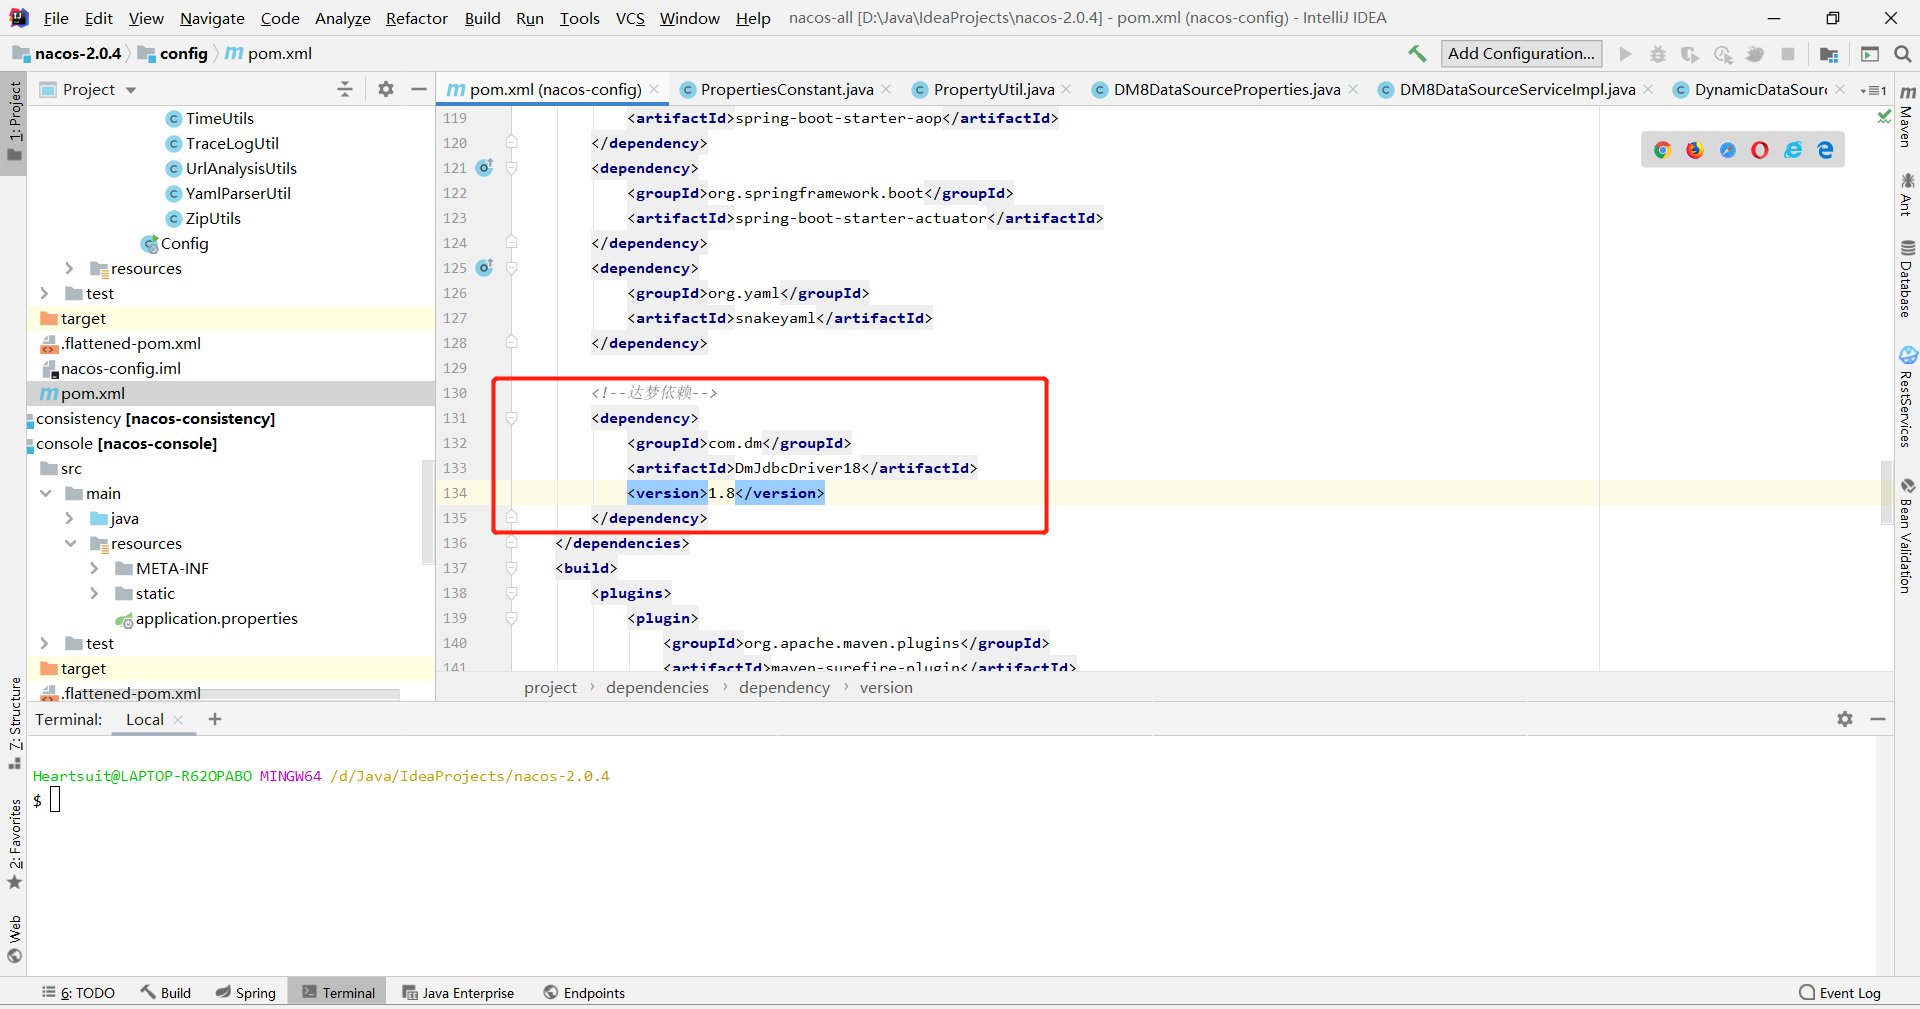 File Edit View Navigate Code Analyze Refactor Build Run Tools VCS Window Help nacos-all [D:\Java\IdeaProjects\nacos-2.0.4] - pom.xml (nacos-config) - IntelliJ IDEA
nacos-2.0.4 config m pom.xml Add Configuration...
Project
m pom.xml (nacos-config) PropertiesConstant.java PropertyUtil.java DM8DataSourceProperties.java DM8DataSourceServiceImpl.java DynamicDataSour 1
1: Project
7: Structure
2: Favorites
Web
TimeUtils
TraceLogUtil
UrlAnalysisUtils
YamlParserUtil
ZipUtils
Config
resources
test
target
.flattened-pom.xml
nacos-config.iml
m pom.xml
consistency [nacos-consistency]
console [nacos-console]
src
main
java
resources
META-INF
static
application.properties
test
target
.flattened-pom.xml
119 <artifactId>spring-boot-starter-aop</artifactId>
120 </dependency>
121 <dependency>
122 <groupId>org.springframework.boot</groupId>
123 <artifactId>spring-boot-starter-actuator</artifactId>
124 </dependency>
125 <dependency>
126 <groupId>org.yaml</groupId>
127 <artifactId>snakeyaml</artifactId>
128 </dependency>
129
130 <!--达梦依赖-->
131 <dependency>
132 <groupId>com.dm</groupId>
133 <artifactId>DmJdbcDriver18</artifactId>
134 <version>1.8</version>
135 </dependency>
136 </dependencies>
137 <build>
138 <plugins>
139 <plugin>
140 <groupId>org.apache.maven.plugins</groupId>
141 <artifactId>maven-surefire-plugin</artifactId>
project › dependencies › dependency › version
m Maven
Ant
Database
RestServices
Bean Validation
Terminal: Local
Heartsuit@LAPTOP-R62OPABO MINGW64 /d/Java/IdeaProjects/nacos-2.0.4
$
6: TODO Build Spring Terminal Java Enterprise Endpoints Event Log